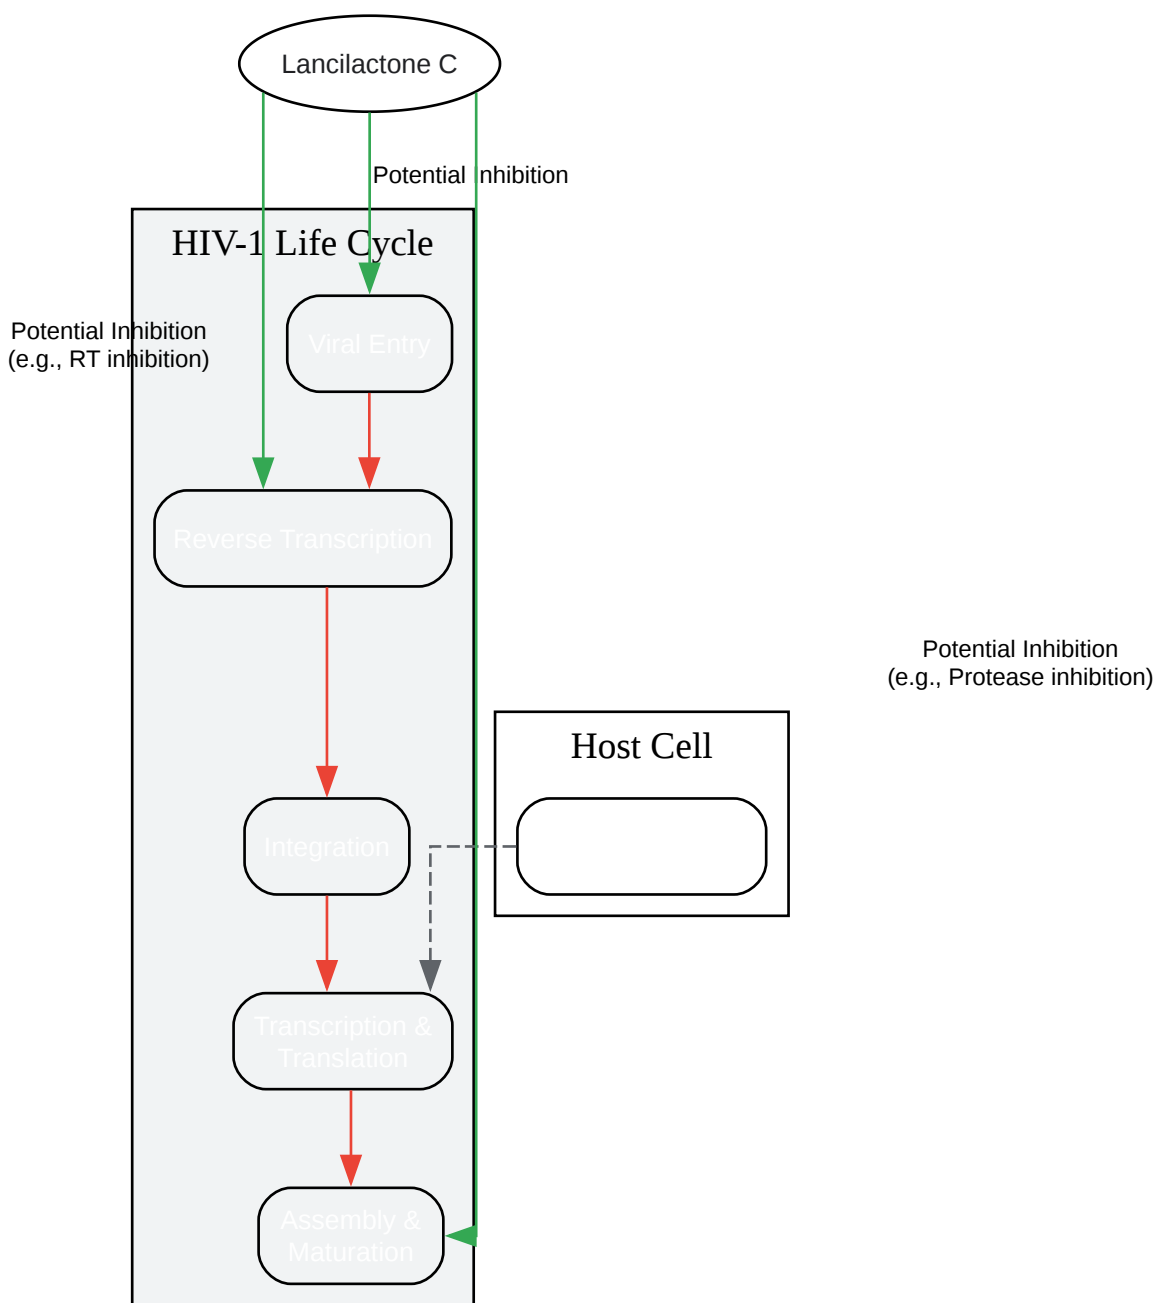 Lancilactone C
Potential Inhibition
HIV-1 Life Cycle
Viral Entry
Potential Inhibition
(e.g., RT inhibition)
Reverse Transcription
Potential Inhibition
(e.g., Protease inhibition)
Host Cell
Integration
Transcription &
Translation
Assembly &
Maturation